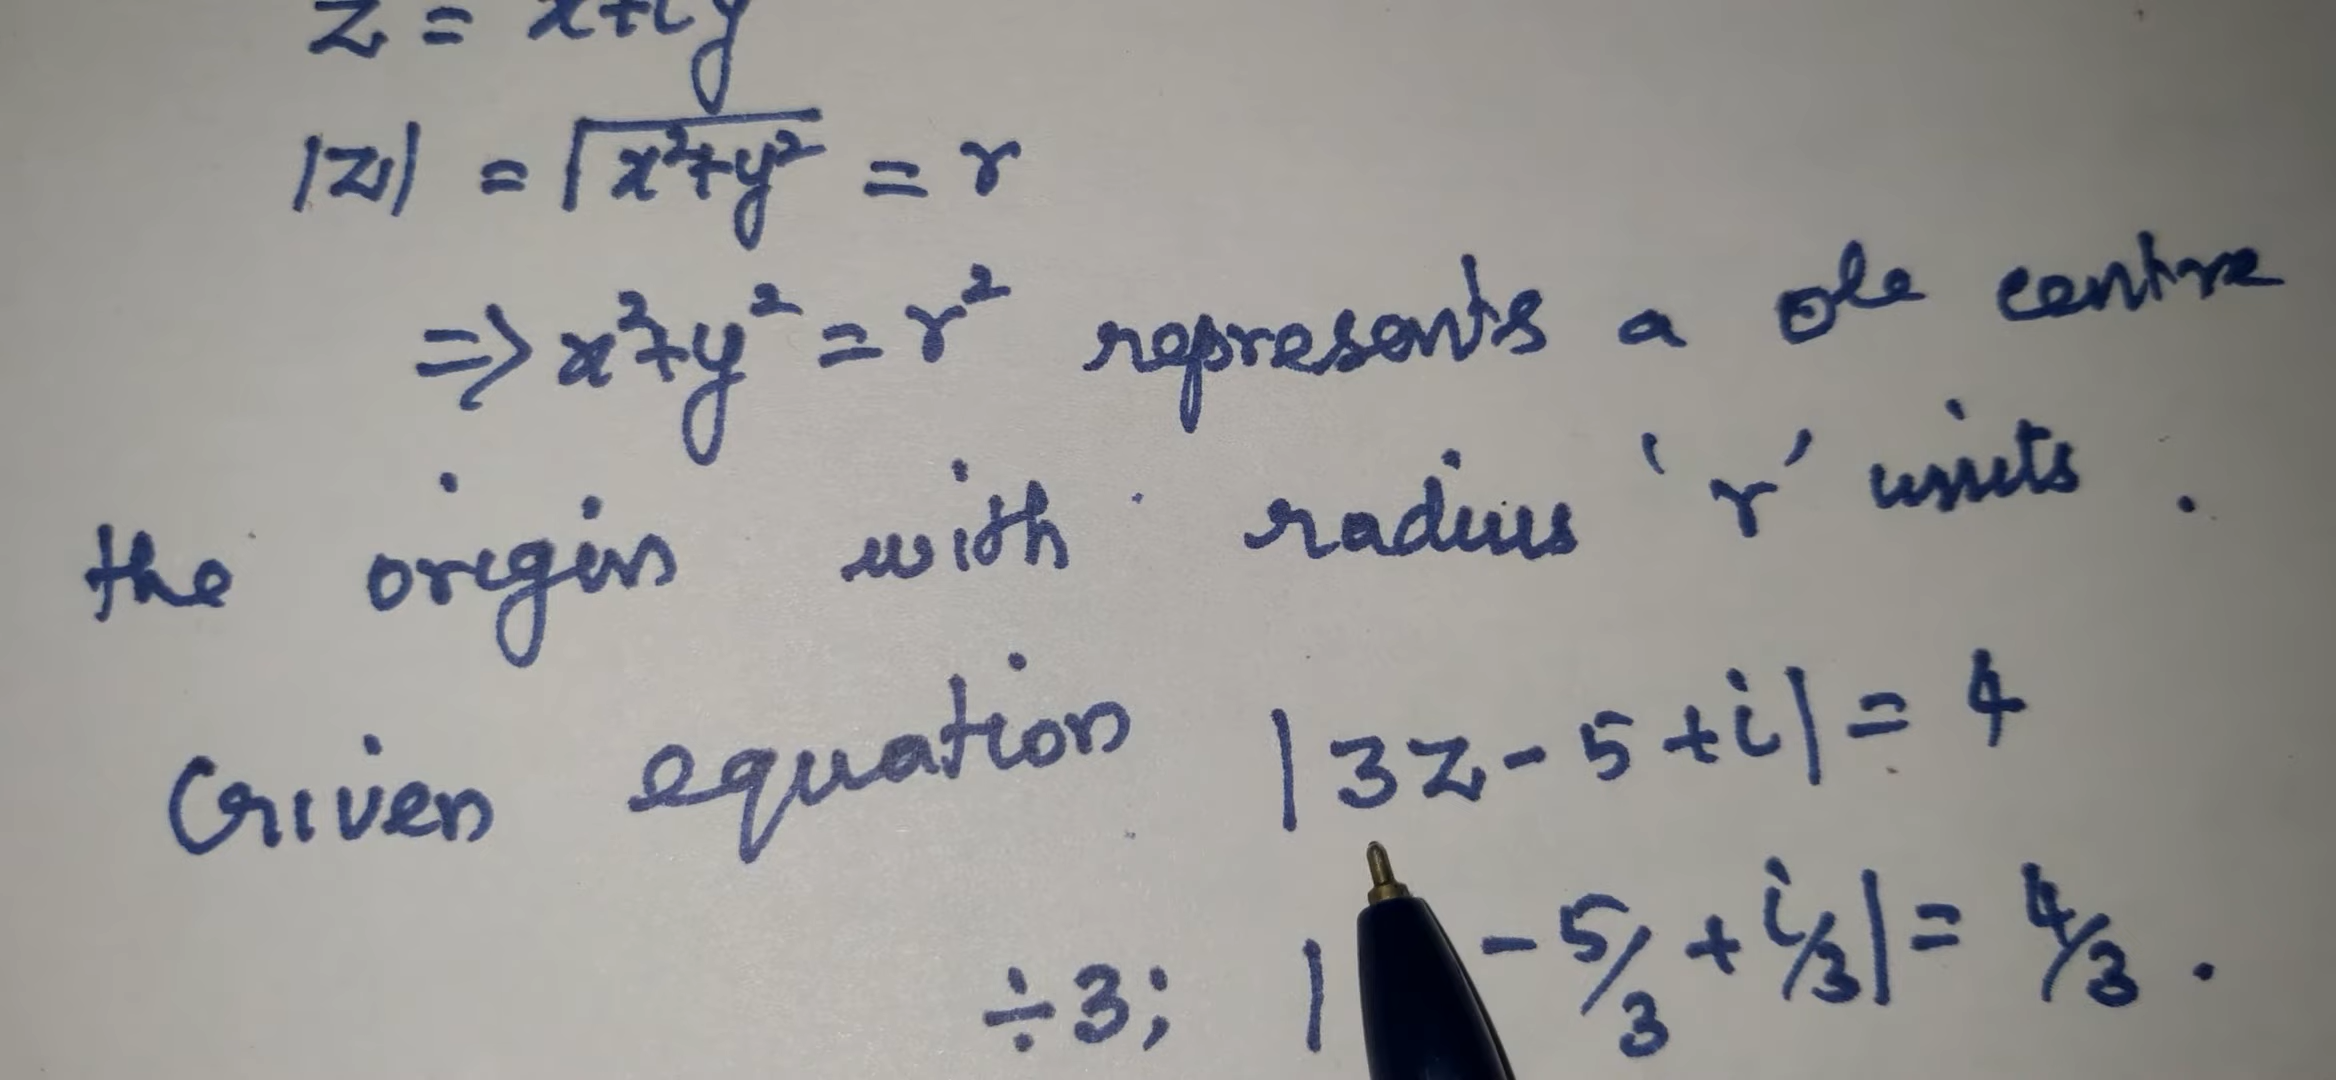 z = x+iy
|z| = √x²+y² = r
⇒ x²+y² = r² represents a ole centre
the origin with radius 'r' units .
Given equation |3z-5+i| = 4
÷3; | -5/3 + i/3| = 4/3 .